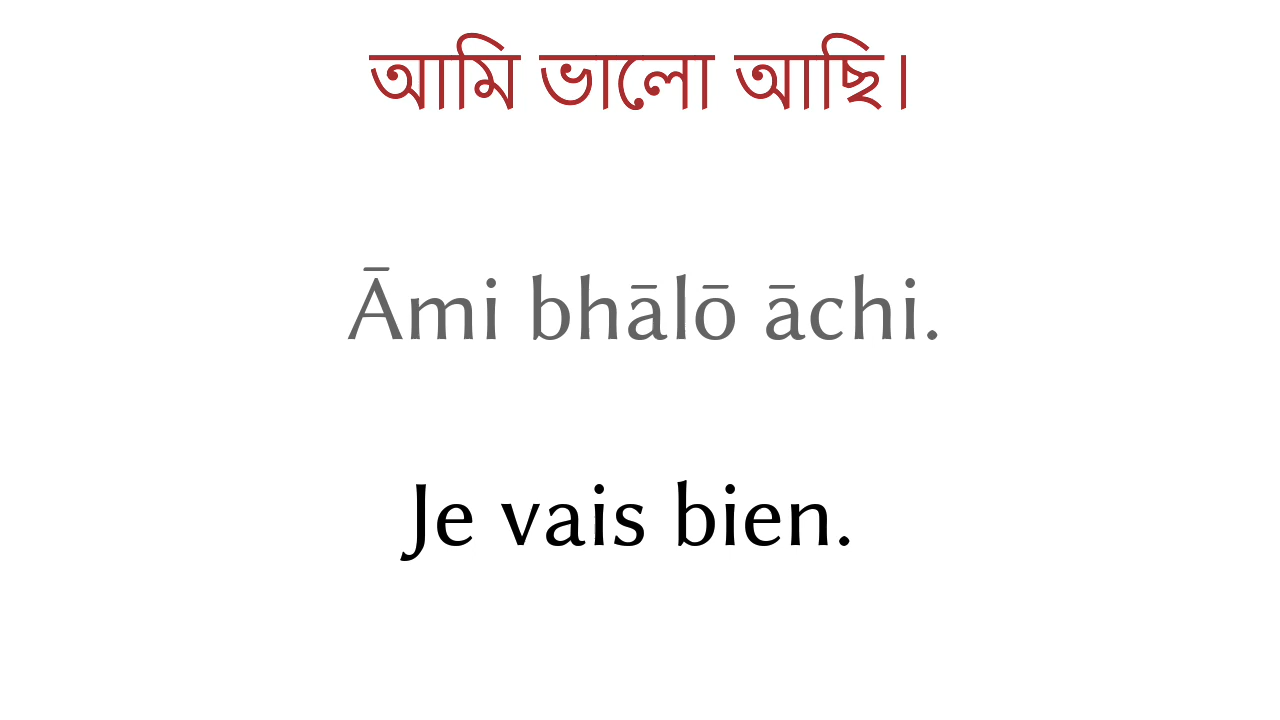 আমি ভালো আছি।
Āmi bhālō āchi.
Je vais bien.